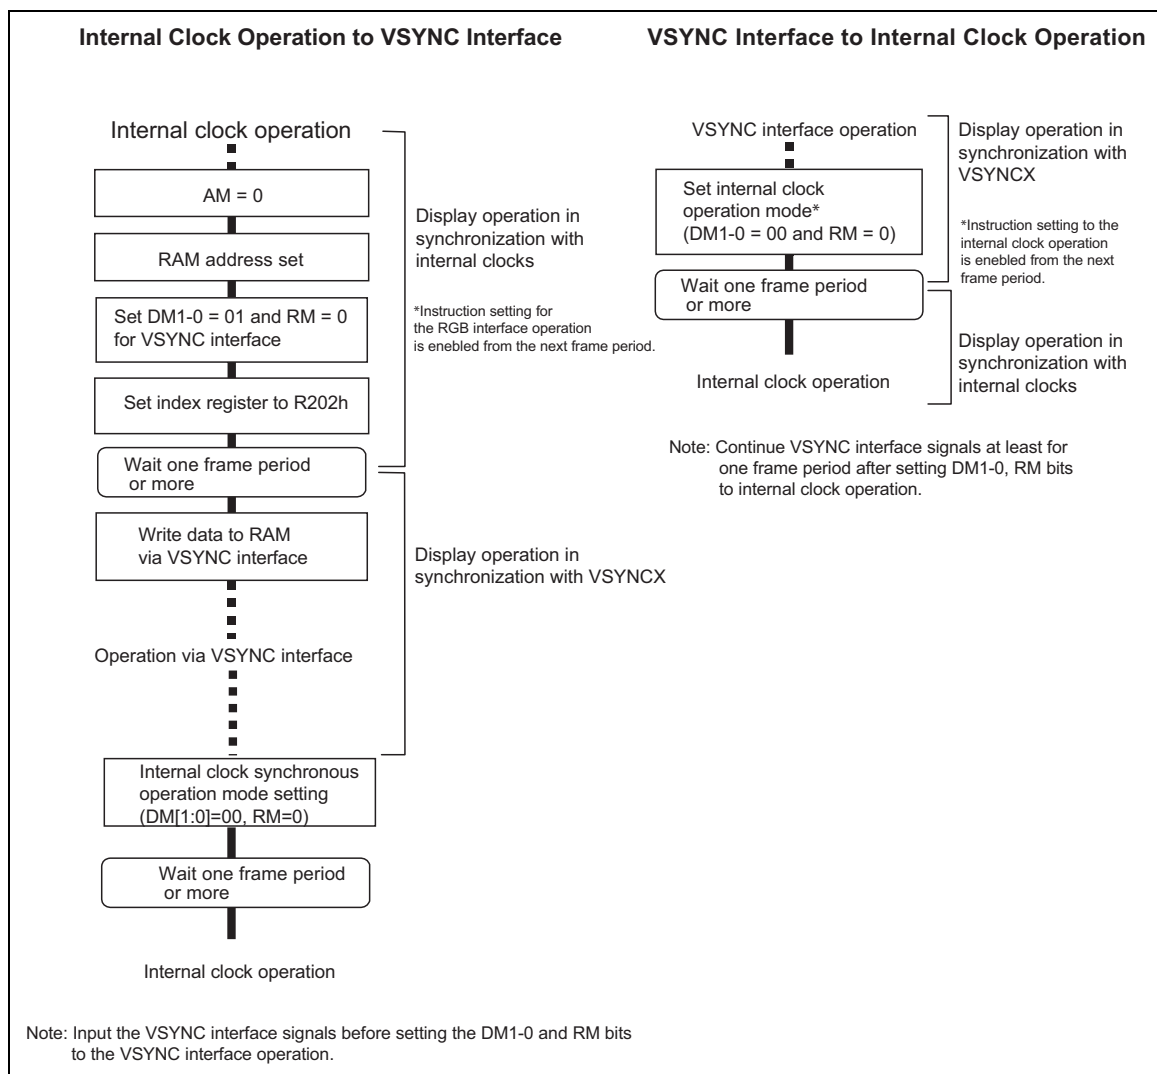 Internal Clock Operation to VSYNC Interface
Internal clock operation
AM = 0
RAM address set
Set DM1-0 = 01 and RM = 0
for VSYNC interface
Set index register to R202h
Wait one frame period
or more
Write data to RAM
via VSYNC interface
Operation via VSYNC interface
Internal clock synchronous
operation mode setting
(DM[1:0]=00, RM=0)
Wait one frame period
or more
Internal clock operation
Display operation in
synchronization with
internal clocks
*Instruction setting for
the RGB interface operation
is enabled from the next frame period.
Display operation in
synchronization with VSYNCX
Note: Input the VSYNC interface signals before setting the DM1-0 and RM bits
to the VSYNC interface operation.
VSYNC Interface to Internal Clock Operation
VSYNC interface operation
Set internal clock
operation mode*
(DM1-0 = 00 and RM = 0)
Wait one frame period
or more
Internal clock operation
Display operation in
synchronization with
VSYNCX
*Instruction setting to the
internal clock operation
is enebled from the next
frame period.
Display operation in
synchronization with
internal clocks
Note: Continue VSYNC interface signals at least for
one frame period after setting DM1-0, RM bits
to internal clock operation.